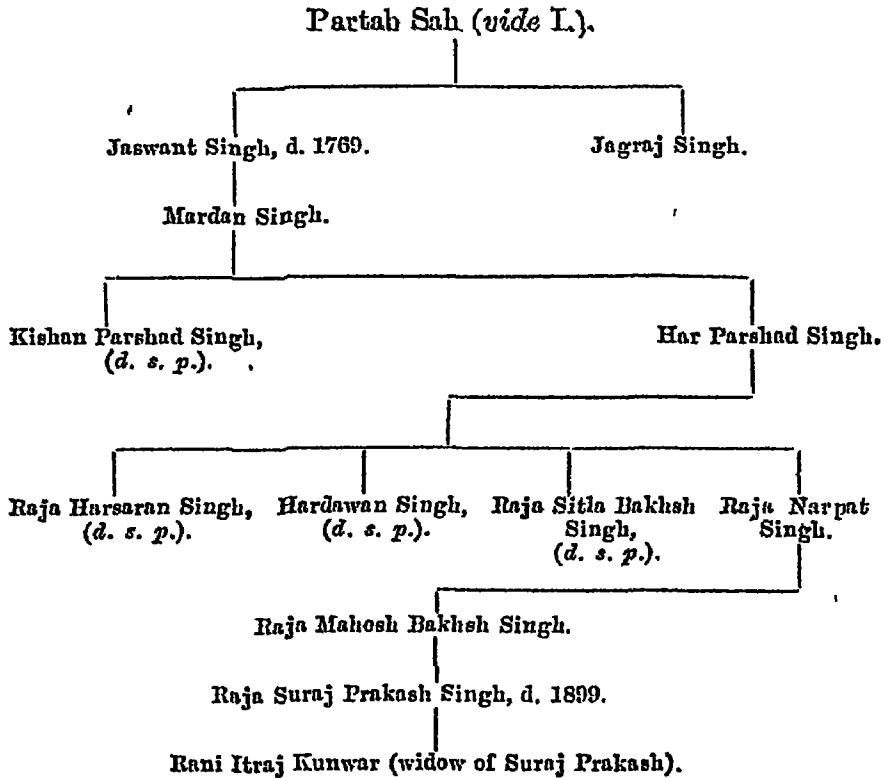 Partab Sah (vide I.).
Jaswant Singh, d. 1769.
Jagraj Singh.
Mardan Singh.
Kishan Parshad Singh,
(d. s. p.).
Har Parshad Singh.
Raja Harsaran Singh,
(d. s. p.).
Hardawan Singh,
(d. s. p.).
Raja Sitla Bakhsh
Singh,
(d. s. p.).
Raja Narpat
Singh.
Raja Mahesh Bakhsh Singh.
Raja Suraj Prakash Singh, d. 1899.
Rani Itraj Kunwar (widow of Suraj Prakash).